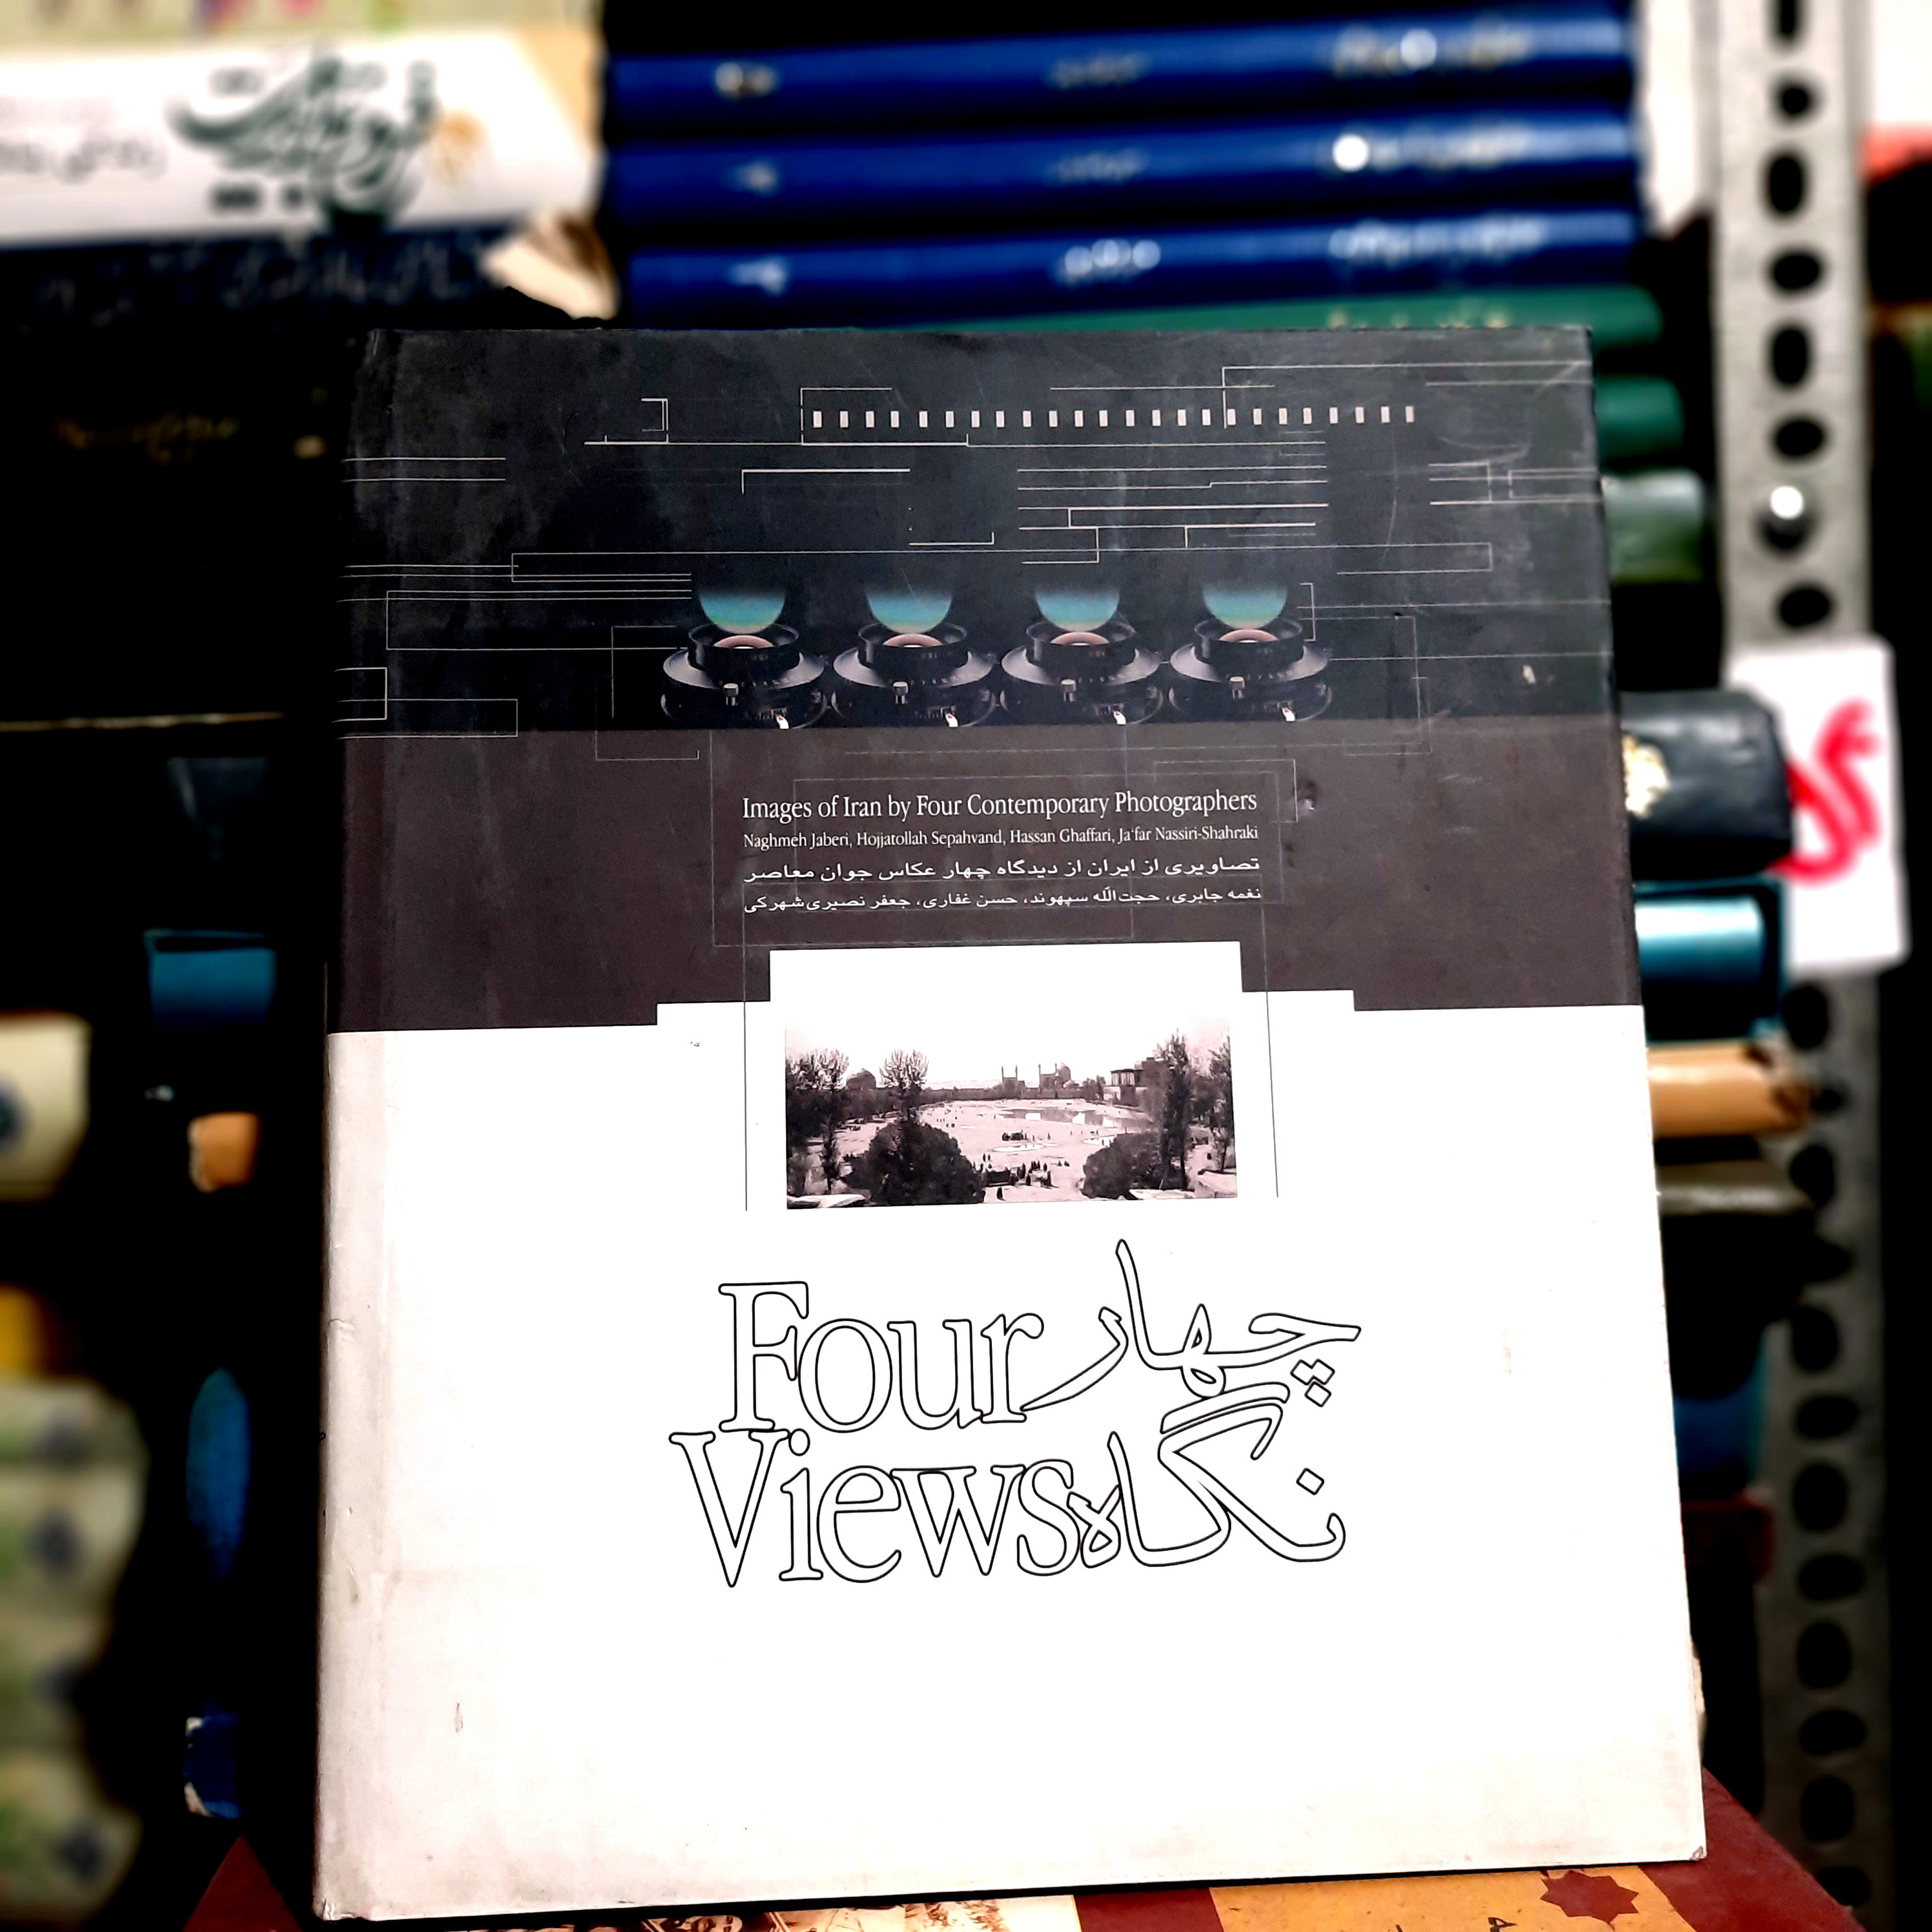 Images of Iran by Four Contemporary Photographers
Naghmeh Jaberi, Hojjatollah Sepahvand, Hassan Ghaffari, Ja'far Nassiri-Shahraki
تصاویری از ایران از دیدگاه چهار عکاس جوان معاصر
نغمه جابری، حجت‌اللّه سپهوند، حسن غفاری، جعفر نصیری‌شهرکی
Four چهار
Views نگاه